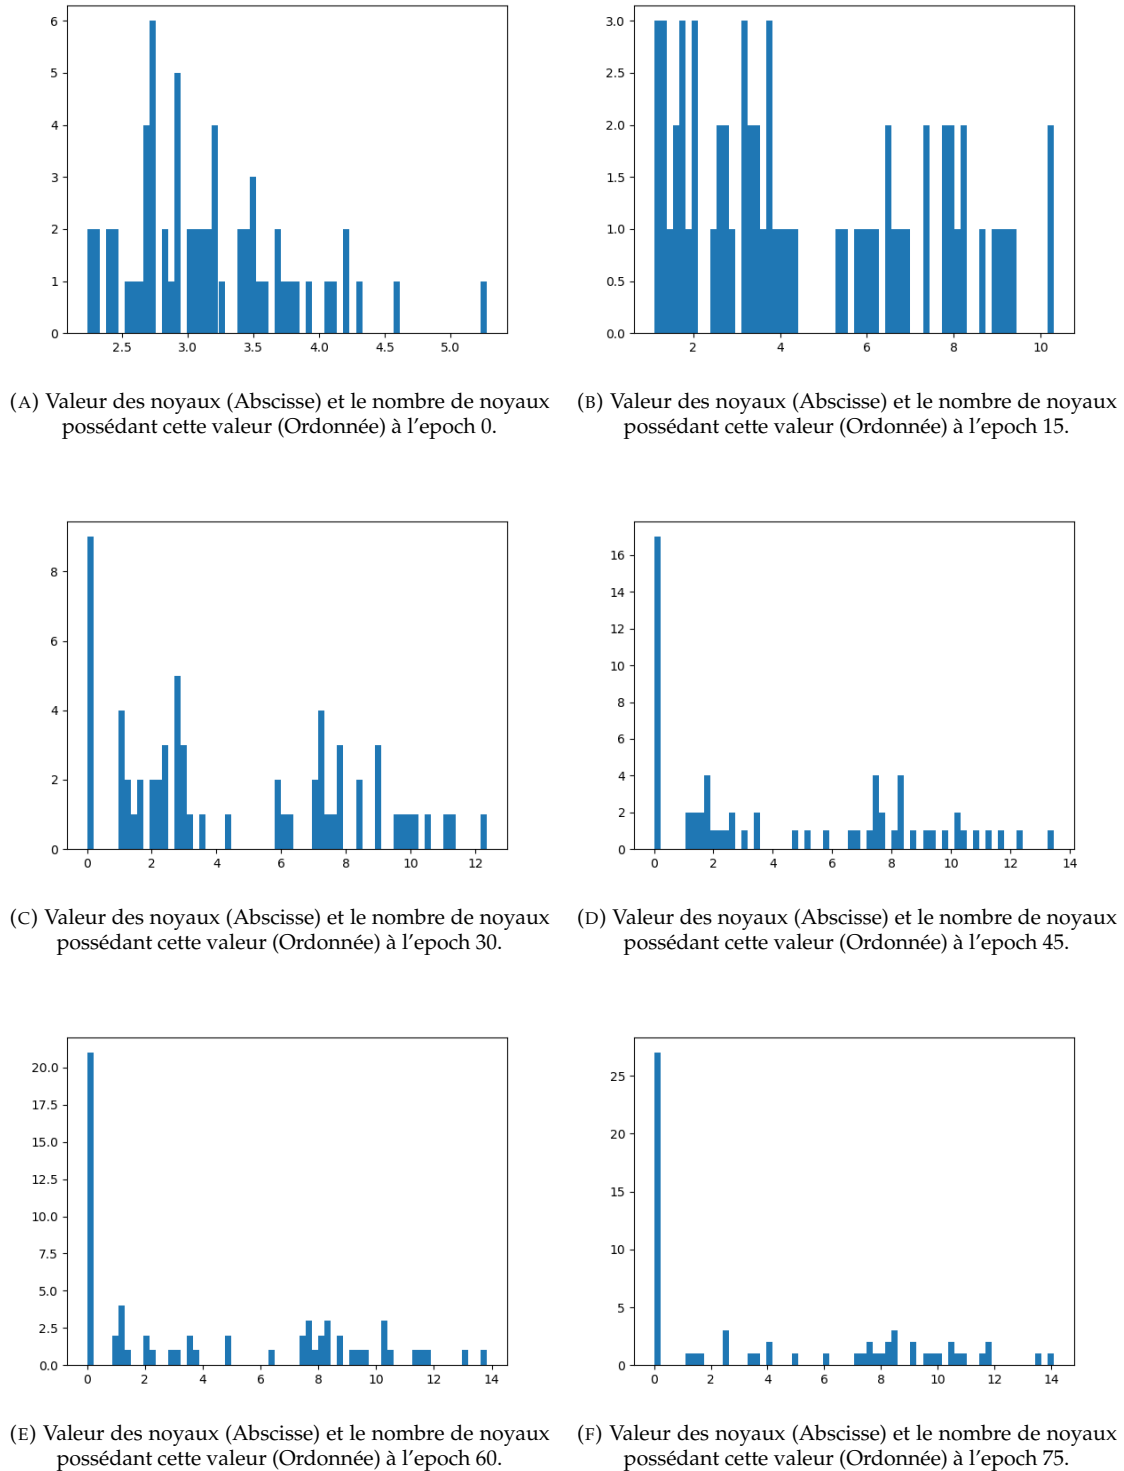 6
5
4
3
2
1
0
2.5 3.0 3.5 4.0 4.5 5.0
3.0
2.5
2.0
1.5
1.0
0.5
0.0
2 4 6 8 10
(A) Valeur des noyaux (Abscisse) et le nombre de noyaux
possédant cette valeur (Ordonnée) à l'epoch 0.
(B) Valeur des noyaux (Abscisse) et le nombre de noyaux
possédant cette valeur (Ordonnée) à l'epoch 15.
8
6
4
2
0
0 2 4 6 8 10 12
16
14
12
10
8
6
4
2
0
0 2 4 6 8 10 12 14
(C) Valeur des noyaux (Abscisse) et le nombre de noyaux
possédant cette valeur (Ordonnée) à l'epoch 30.
(D) Valeur des noyaux (Abscisse) et le nombre de noyaux
possédant cette valeur (Ordonnée) à l'epoch 45.
20.0
17.5
15.0
12.5
10.0
7.5
5.0
2.5
0.0
0 2 4 6 8 10 12 14
25
20
15
10
5
0
0 2 4 6 8 10 12 14
(E) Valeur des noyaux (Abscisse) et le nombre de noyaux
possédant cette valeur (Ordonnée) à l'epoch 60.
(F) Valeur des noyaux (Abscisse) et le nombre de noyaux
possédant cette valeur (Ordonnée) à l'epoch 75.